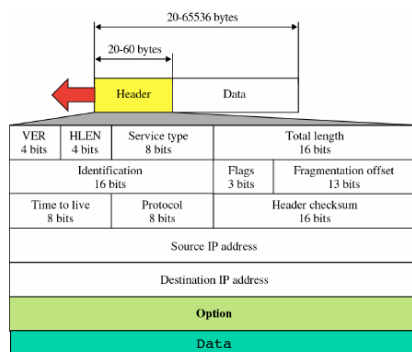 20-65536 bytes
20-60 bytes
Header Data
VER HLEN Service type Total length
4 bits 4 bits 8 bits 16 bits
Identification Flags Fragmentation offset
16 bits 3 bits 13 bits
Time to live Protocol Header checksum
8 bits 8 bits 16 bits
Source IP address
Destination IP address
Option
Data